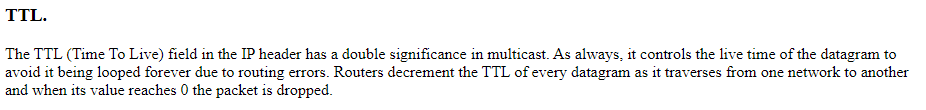 TTL.
The TTL (Time To Live) field in the IP header has a double significance in multicast. As always, it controls the live time of the datagram to
avoid it being looped forever due to routing errors. Routers decrement the TTL of every datagram as it traverses from one network to another
and when its value reaches 0 the packet is dropped.